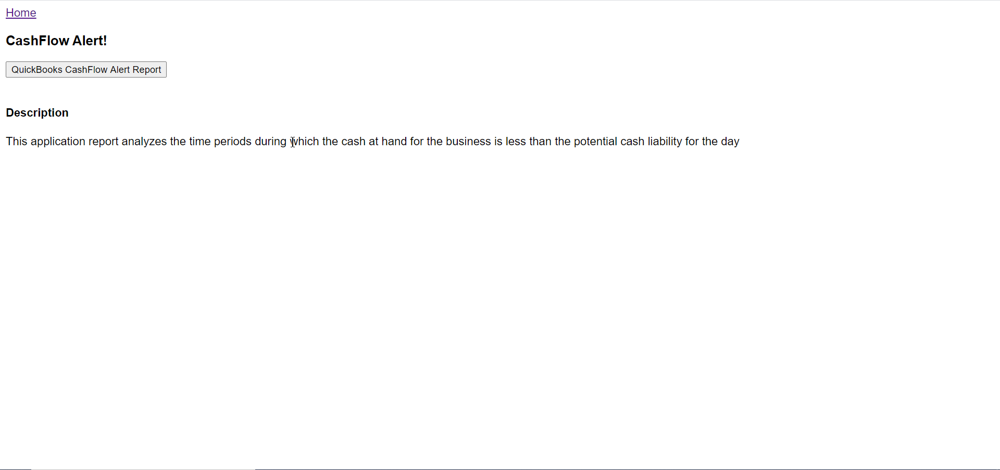 Home
CashFlow Alert!
QuickBooks CashFlow Alert Report
Description
This application report analyzes the time periods during which the cash at hand for the business is less than the potential cash liability for the day